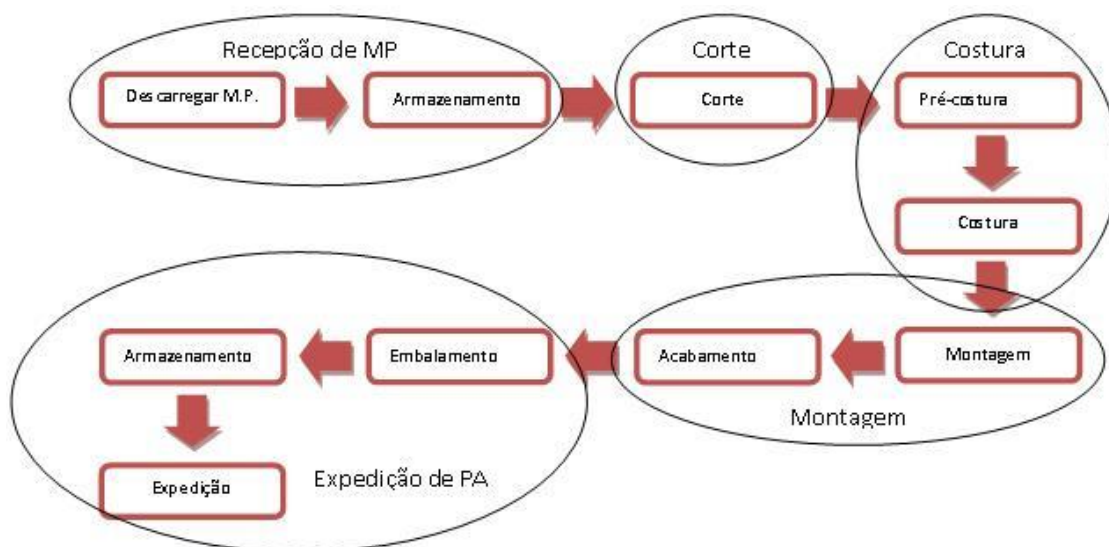 Recepção de MP
Descarregar M.P.
Armazenamento
Corte
Corte
Costura
Pré-costura
Costura
Montagem
Acabamento
Montagem
Embalamento
Armazenamento
Expedição
Expedição de PA